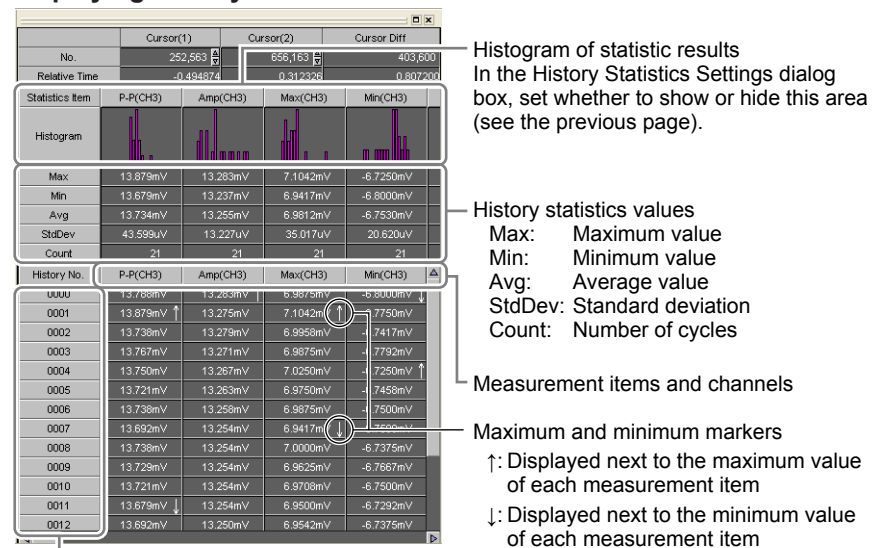 Cursor(1) Cursor(2) Cursor Diff
No. 252,563 656,163 403,600
Relative Time -0.494874 0.312326 0.807200
Statistics Item P-P(CH3) Amp(CH3) Max(CH3) Min(CH3)
Histogram
Max 13.879mV 13.283mV 7.1042mV -6.7250mV
Min 13.679mV 13.237mV 6.9417mV -6.8000mV
Avg 13.734mV 13.255mV 6.9812mV -6.7530mV
StdDev 43.599uV 13.227uV 35.017uV 20.620uV
Count 21 21 21 21
History No. P-P(CH3) Amp(CH3) Max(CH3) Min(CH3)
0000 13.788mV 13.283mV ↑ 6.9875mV -6.8000mV ↓
0001 13.879mV ↑ 13.275mV 7.1042mV ↑ .7750mV
0002 13.738mV 13.279mV 6.9958mV .7417mV
0003 13.767mV 13.271mV 6.9875mV .7792mV
0004 13.750mV 13.267mV 7.0250mV .7250mV ↑
0005 13.721mV 13.263mV 6.9750mV .7458mV
0006 13.738mV 13.258mV 6.9875mV .7500mV
0007 13.692mV 13.254mV 6.9417mV ↓
0008 13.738mV 13.254mV 7.0000mV -6.7375mV
0009 13.729mV 13.254mV 6.9625mV -6.7667mV
0010 13.721mV 13.254mV 6.9708mV -6.7500mV
0011 13.679mV ↓ 13.254mV 6.9500mV -6.7292mV
0012 13.692mV 13.250mV 6.9542mV -6.7375mV
Histogram of statistic results
In the History Statistics Settings dialog
box, set whether to show or hide this area
(see the previous page).
History statistics values
Max: Maximum value
Min: Minimum value
Avg: Average value
StdDev: Standard deviation
Count: Number of cycles
Measurement items and channels
Maximum and minimum markers
↑: Displayed next to the maximum value
of each measurement item
↓: Displayed next to the minimum value
of each measurement item